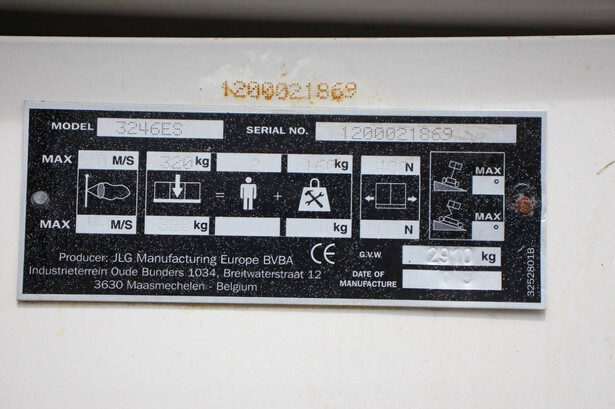 1200021869
MODEL 3246ES SERIAL NO. 1200021869
MAX M/S 320 kg kg N MAX °
MAX M/S kg kg N MAX °
Producer: JLG Manufacturing Europe BVBA CE G.V.W 2910 kg
Industrieterrein Oude Bunders 1034, Breitwaterstraat 12 DATE OF MANUFACTURE
3630 Maasmechelen - Belgium
3252801B